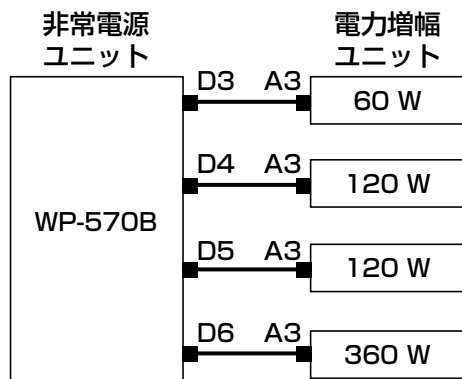 非常電源
ユニット
電力増幅
ユニット
D3 A3
60 W
D4 A3
120 W
WP-570B
D5 A3
120 W
D6 A3
360 W